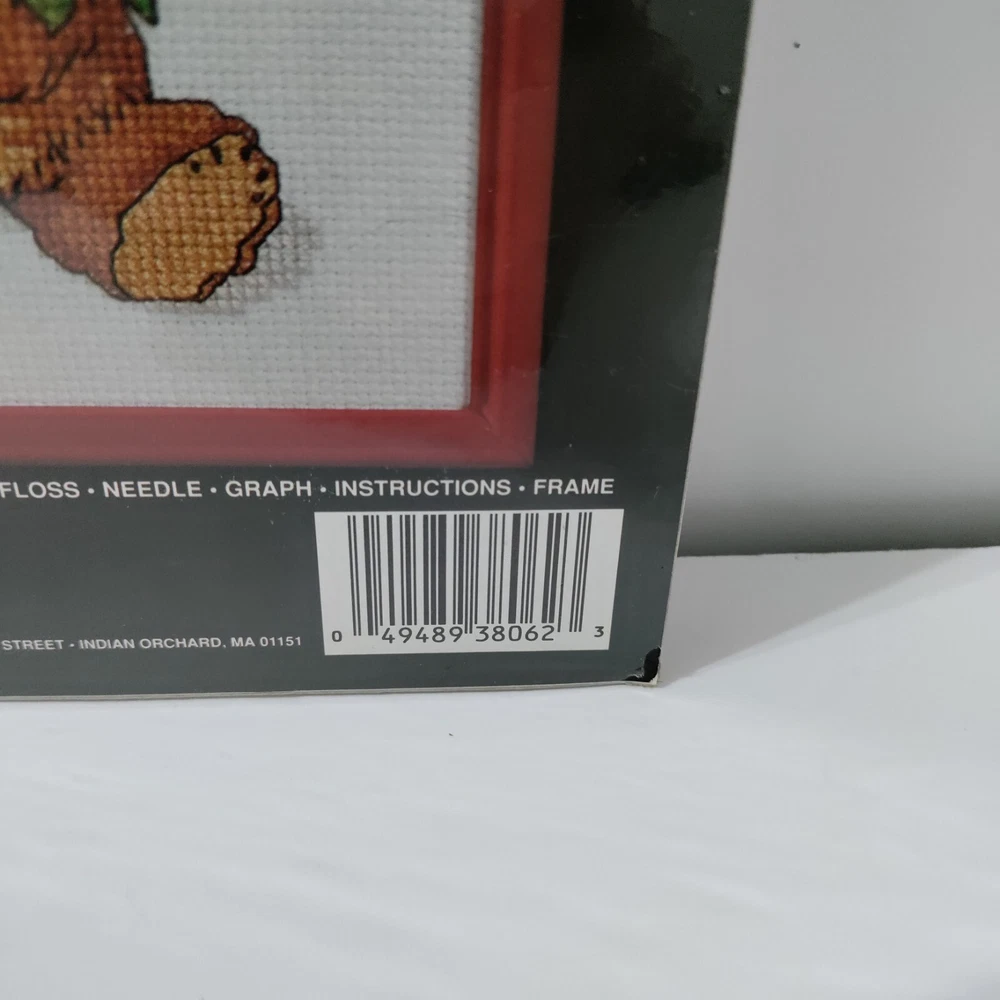 FLOSS • NEEDLE • GRAPH • INSTRUCTIONS • FRAME
STREET • INDIAN ORCHARD, MA 01151
0 49489 38062 3